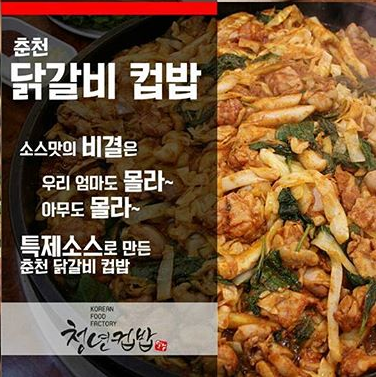 춘천
닭갈비 컵밥
소스맛의 비결은
우리 엄마도 몰라~
아무도 몰라~
특제소스로 만든
춘천 닭갈비 컵밥
KOREAN
FOOD
FACTORY
청년컵밥